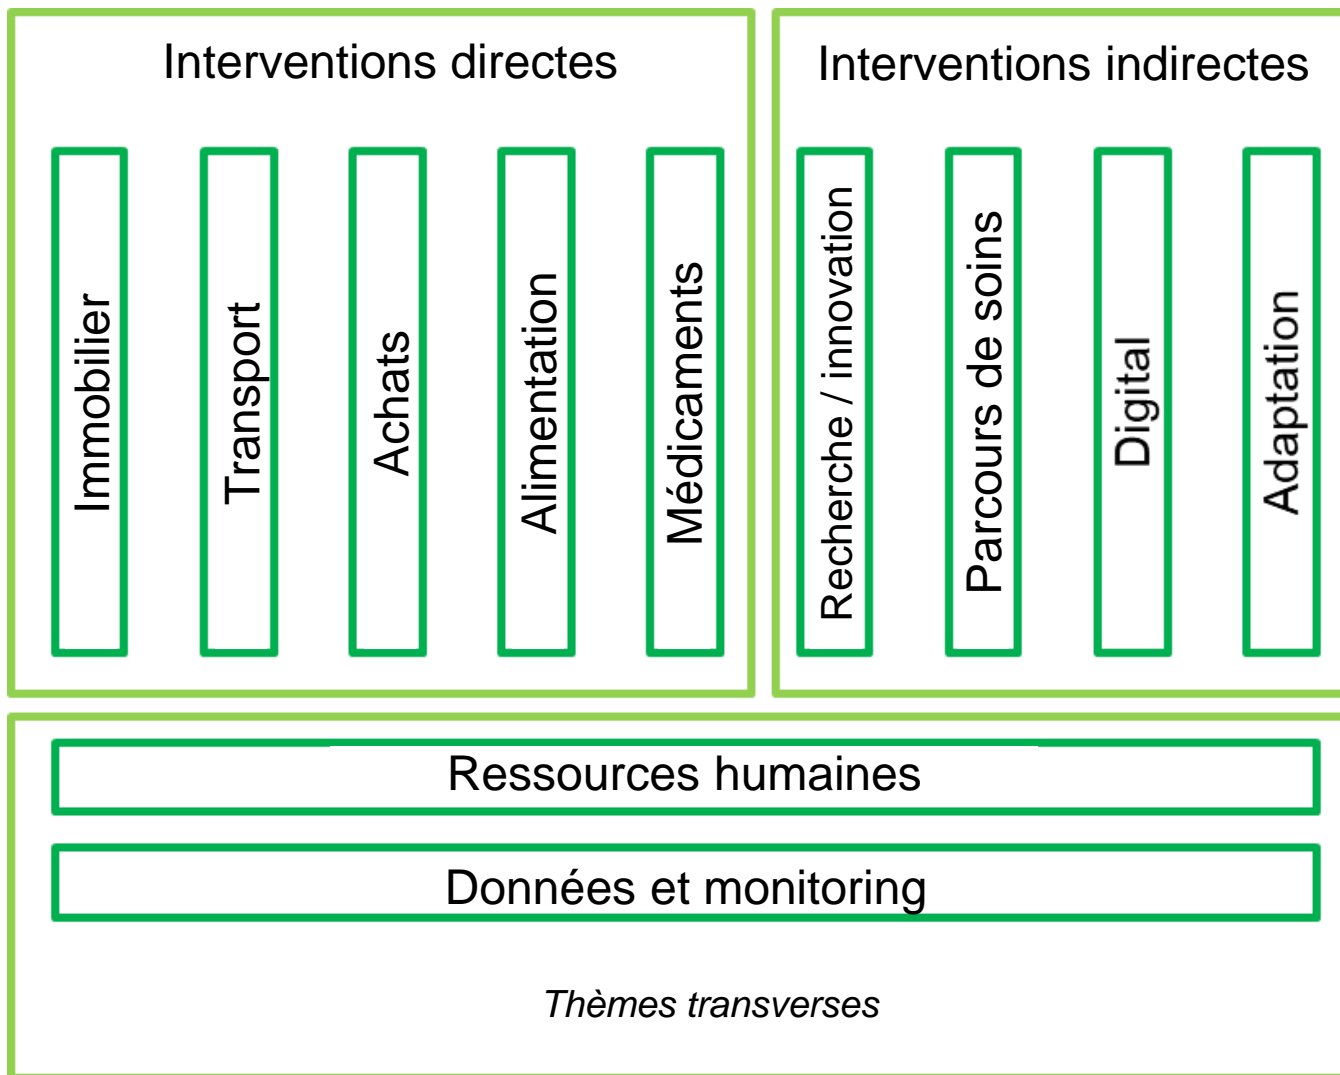 Interventions directes
Immobilier
Transport
Achats
Alimentation
Médicaments
Interventions indirectes
Recherche / innovation
Parcours de soins
Digital
Adaptation
Ressources humaines
Données et monitoring
Thèmes transverses